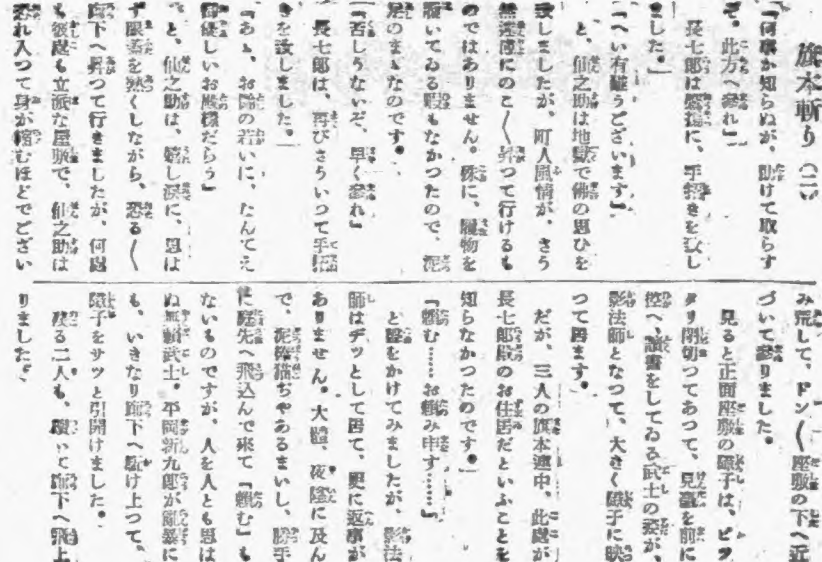 旗本斬り(二)
「何事か知らぬが、助けて取らす
ぞ。此方へ参れ」
長七郎は鷹揚に、手招きを致し
ました。
「へい有難うございます」
と、仙之助は地獄で佛の思ひを
致しましたが、町人風情が、さう
無遠慮にのこ〳〵昇つて行けるも
のではありません。殊に、履物を
履いてゐる暇もなかつたので、泥
足のまゝなのです。
「苦しうないぞ、早く参れ」
長七郎は、再びさういつて手招
きを致しました。
「あゝ、お齢の若いに、なんてえ
御優しいお殿様だらう」
と、仙之助は、嬉し涙に、思は
ず眼蓋を熱くしながら、恐る〳〵
廊下へ昇つて行きましたが、何處
も彼處も立派な屋敷で、仙之助は
恐れ入つて身が縮むほどでござい
み荒して、ドン〳〵座敷の下へ近
づいて参りました。
見ると正面座敷の障子は、ピツ
タリ閉切つてあつて、見臺を前に
控へ、讀書をしてゐる武士の姿が、
影法師となつて、大きく障子に映
つて居ます。
だが、三人の旗本連中、此處が
長七郎殿のお住居だといふことを
知らなかつたのです。
「頼む……お頼み申す……」
と聲をかけてみましたが、影法
師はヂッとして居て、更に返事が
ありません。大體、夜陰に及ん
で、泥棒猫ぢやあるまいし、勝手
に庭先へ飛込んで來て「頼む」も
ないものですが、人を人とも思は
ぬ無頼武士。平岡新九郎が亂暴に
も、いきなり廊下へ駈け上つて、
障子をサツと引開けました。
殘る二人も、續いて廊下へ飛上
りました。